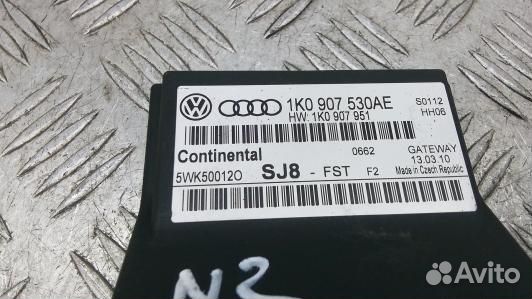 1K0 907 530AE
HW: 1K0 907 951
S0112
HH06
Continental
0662
GATEWAY
13.03.10
5WK50012O
SJ8 - FST F2
Made in Czech Republic
N2
Avito